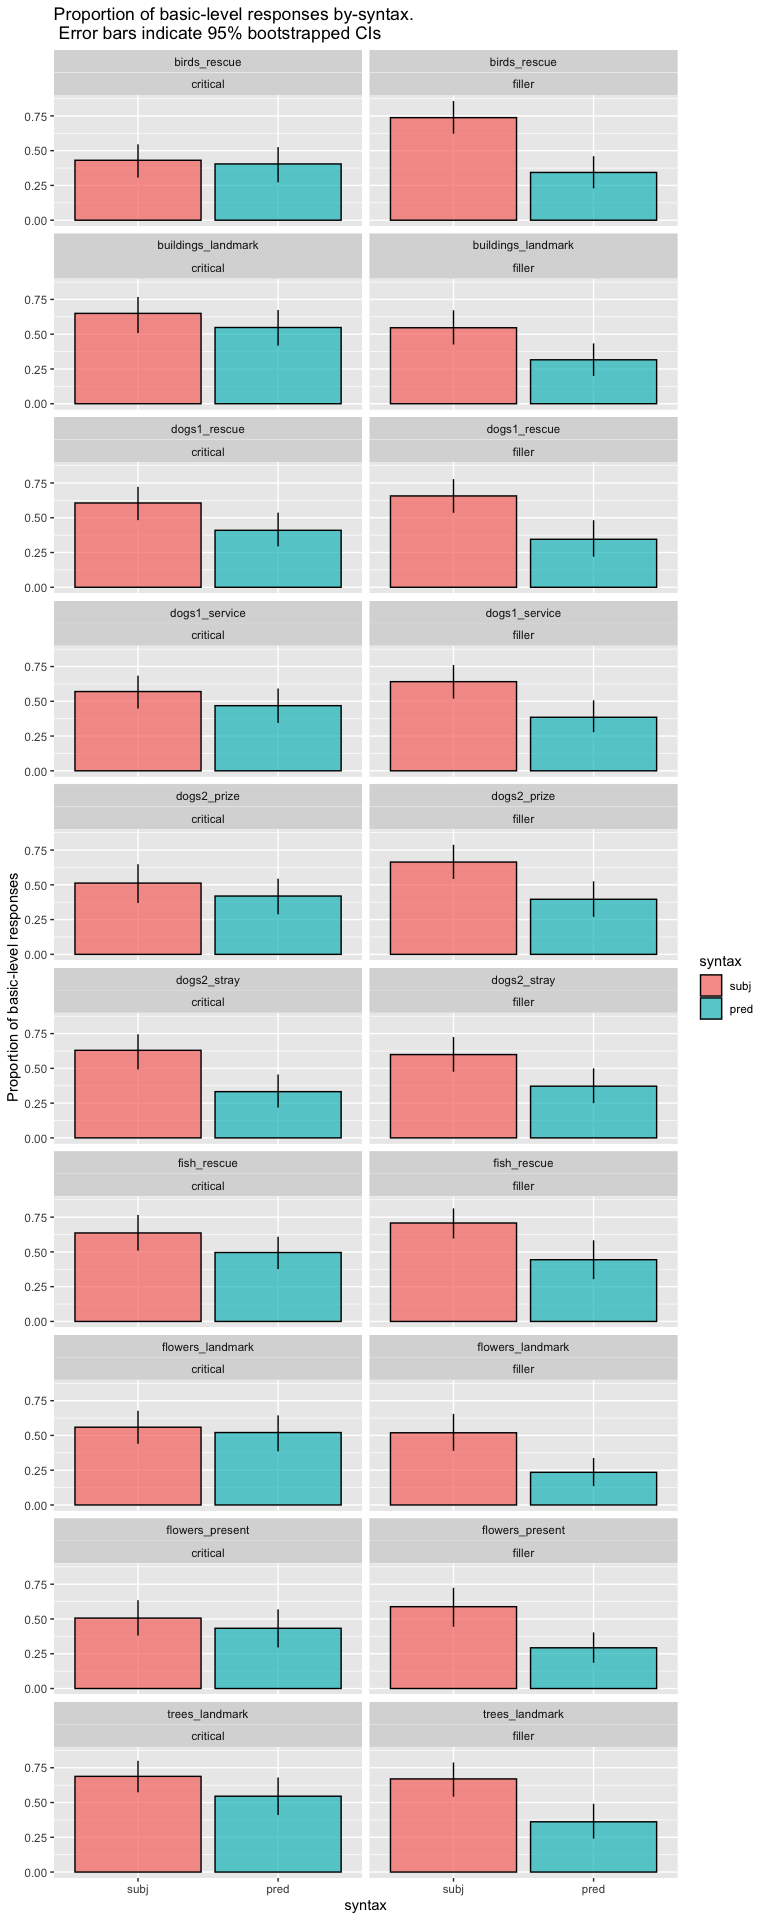 Proportion of basic-level responses by-syntax.
Error bars indicate 95% bootstrapped CIs
birds_rescue
critical
birds_rescue
filler
0.75
0.50
0.25
0.00
buildings_landmark
critical
buildings_landmark
filler
0.75
0.50
0.25
0.00
dogs1_rescue
critical
dogs1_rescue
filler
0.75
0.50
0.25
0.00
dogs1_service
critical
dogs1_service
filler
0.75
0.50
0.25
0.00
dogs2_prize
critical
dogs2_prize
filler
0.75
0.50
0.25
0.00
dogs2_stray
critical
dogs2_stray
filler
0.75
0.50
0.25
0.00
fish_rescue
critical
fish_rescue
filler
0.75
0.50
0.25
0.00
flowers_landmark
critical
flowers_landmark
filler
0.75
0.50
0.25
0.00
flowers_present
critical
flowers_present
filler
0.75
0.50
0.25
0.00
trees_landmark
critical
trees_landmark
filler
0.75
0.50
0.25
0.00
subj
pred
subj
pred
syntax
Proportion of basic-level responses
syntax
subj
pred